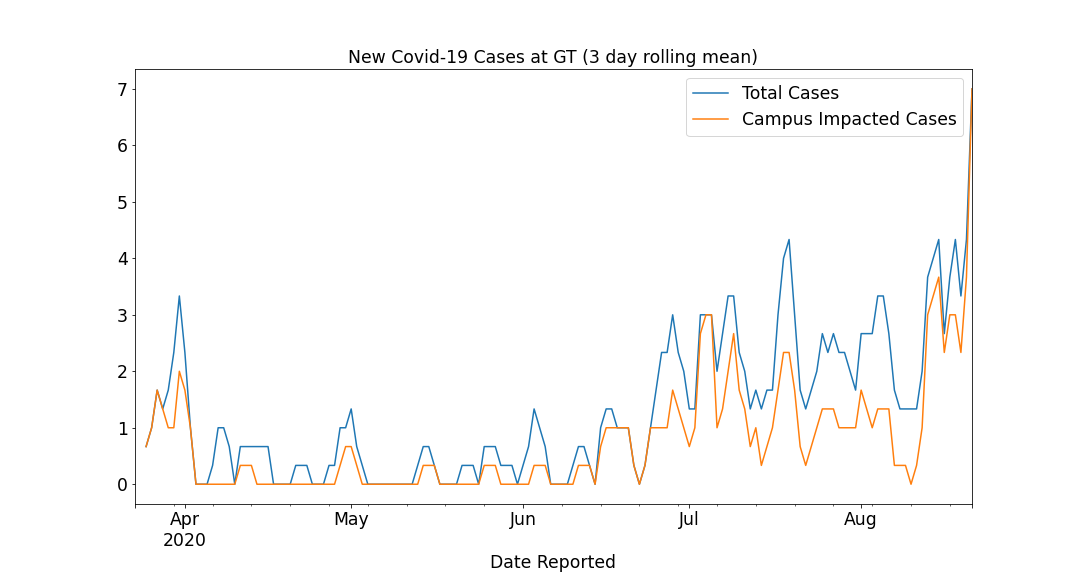 New Covid-19 Cases at GT (3 day rolling mean)
Total Cases
Campus Impacted Cases
7
6
5
4
3
2
1
0
Apr
2020
May
Jun
Jul
Aug
Date Reported